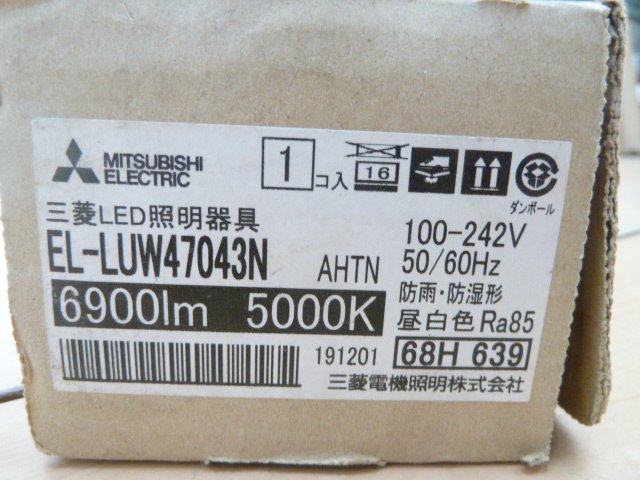 MITSUBISHI
ELECTRIC
1 コ入
16
ダンボール
三菱LED照明器具
EL-LUW47043N AHTN
6900lm 5000K
100-242V
50/60Hz
防雨・防湿形
昼白色 Ra85
191201
68H 639
三菱電機照明株式会社